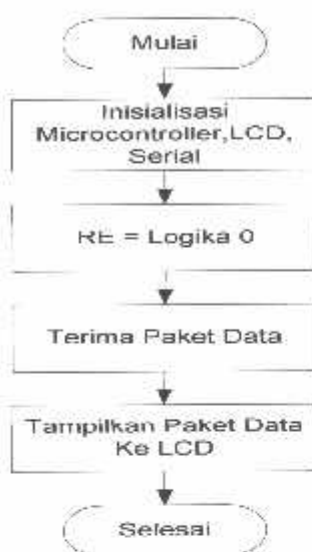 Mulai
Inisialisasi
Microcontroller,LCD,
Serial
RE = Logika 0
Terima Paket Data
Tampilkan Paket Data
Ke LCD
Selesai